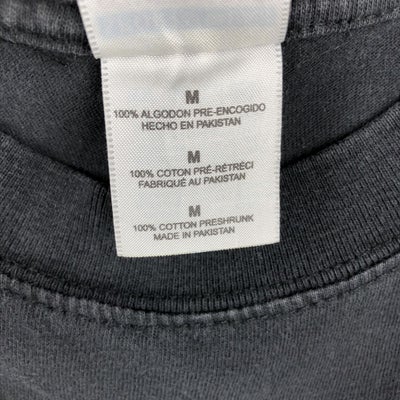 M
100% ALGODON PRE-ENCOGIDO
HECHO EN PAKISTAN
M
100% COTON PRÉ-RÉTRÉCI
FABRIQUÉ AU PAKISTAN
M
100% COTTON PRESHRUNK
MADE IN PAKISTAN